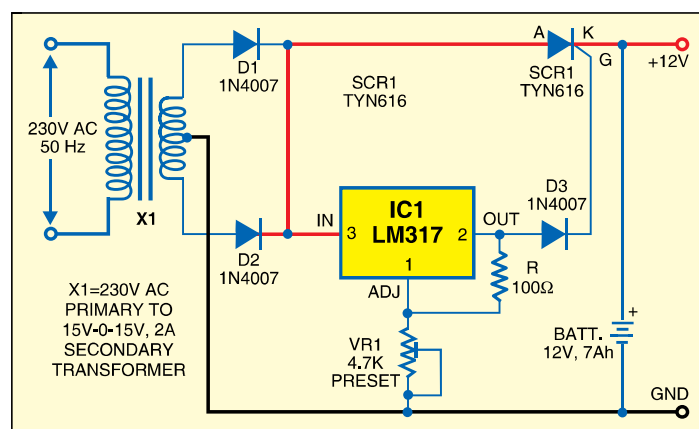 D1
1N4007
A
K
G
SCR1
TYN616
SCR1
TYN616
+12V
230V AC
50 Hz
X1
D2
1N4007
IN
3
IC1
LM317
2
OUT
1
ADJ
D3
1N4007
R
100Ω
X1=230V AC
PRIMARY TO
15V-0-15V, 2A
SECONDARY
TRANSFORMER
VR1
4.7K
PRESET
+
BATT.
12V, 7Ah
GND